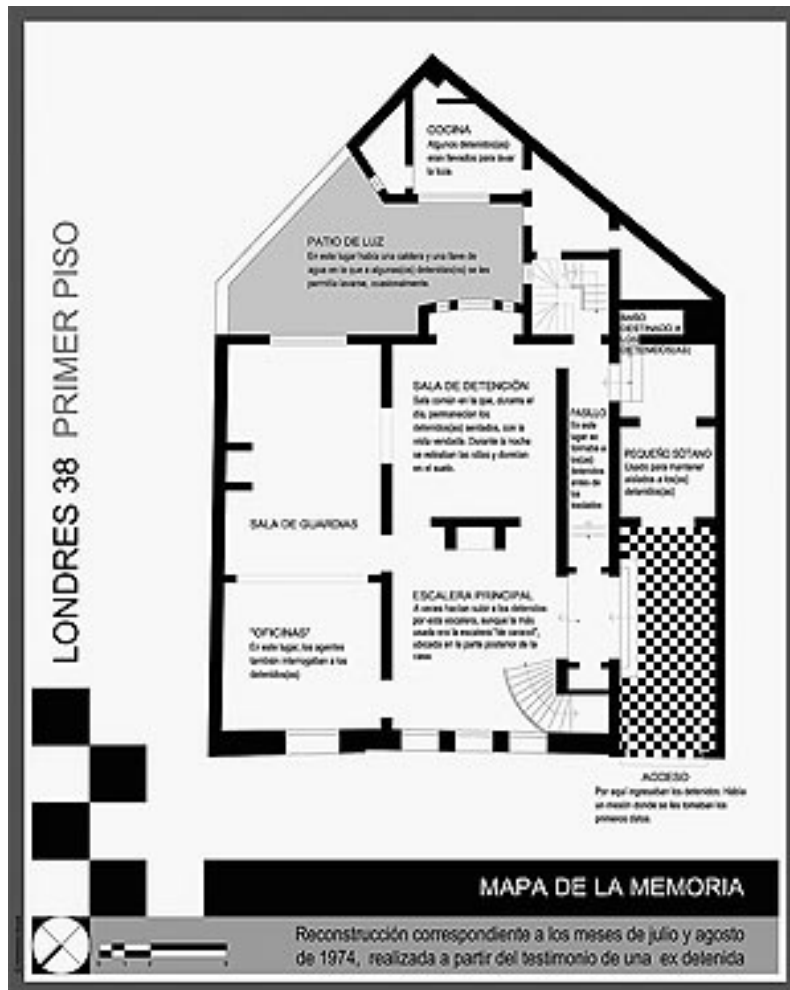 LONDRES 38 PRIMER PISO
COCINA
Algunos detenidos(as)
eran llevados para lavar
la loza.
PATIO DE LUZ
En este lugar había una caldera y una llave de
agua en la que a algunos(as) detenidos(as) se les
permitía lavarse, ocasionalmente.
BAÑO
DESTINADO A
LOS
DETENIDOS(AS)
SALA DE DETENCIÓN
Sala común en la que, durante el
día, permanecían los
detenidos(as) sentados, con la
vista vendada. Durante la noche
se retiraban las sillas y dormían
en el suelo.
PASILLO
En este
lugar se
formaba a
los(as)
detenidos
antes de
los
traslados
PEQUEÑO SÓTANO
Usado para mantener
aislados a los(as)
detenidos(as)
SALA DE GUARDIAS
ESCALERA PRINCIPAL
A veces hacían subir a los detenidos
por esta escalera, aunque la más
usada era la escalera "de caracol",
ubicada en la parte posterior de la
casa
"OFICINAS"
En este lugar, los agentes
también interrogaban a los
detenidos(as)
ACCESO
Por aquí ingresaban los detenidos. Había
un mesón donde se les tomaban los
primeros datos.
MAPA DE LA MEMORIA
Reconstrucción correspondiente a los meses de julio y agosto
de 1974, realizada a partir del testimonio de una ex detenida